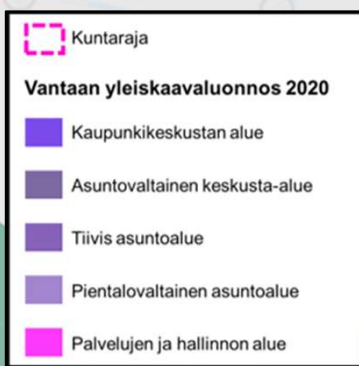 Kuntaraja
Vantaan yleiskaavaluonnos 2020
Kaupunkikeskustan alue
Asuntovaltainen keskusta-alue
Tiivis asuntoalue
Pientalovaltainen asuntoalue
Palvelujen ja hallinnon alue